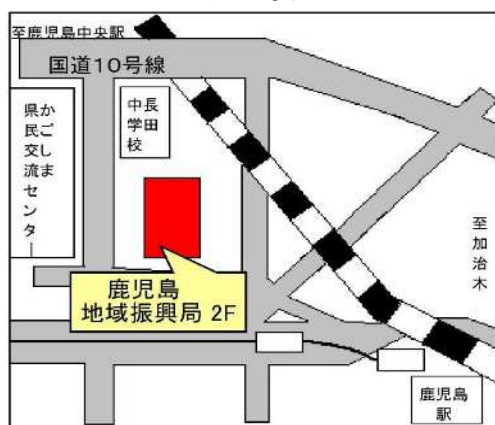 至鹿児島中央駅
国道10号線
長田
中学校
かごしま
県民交流センター
至加治木
鹿児島
地域振興局 2F
鹿児島
駅